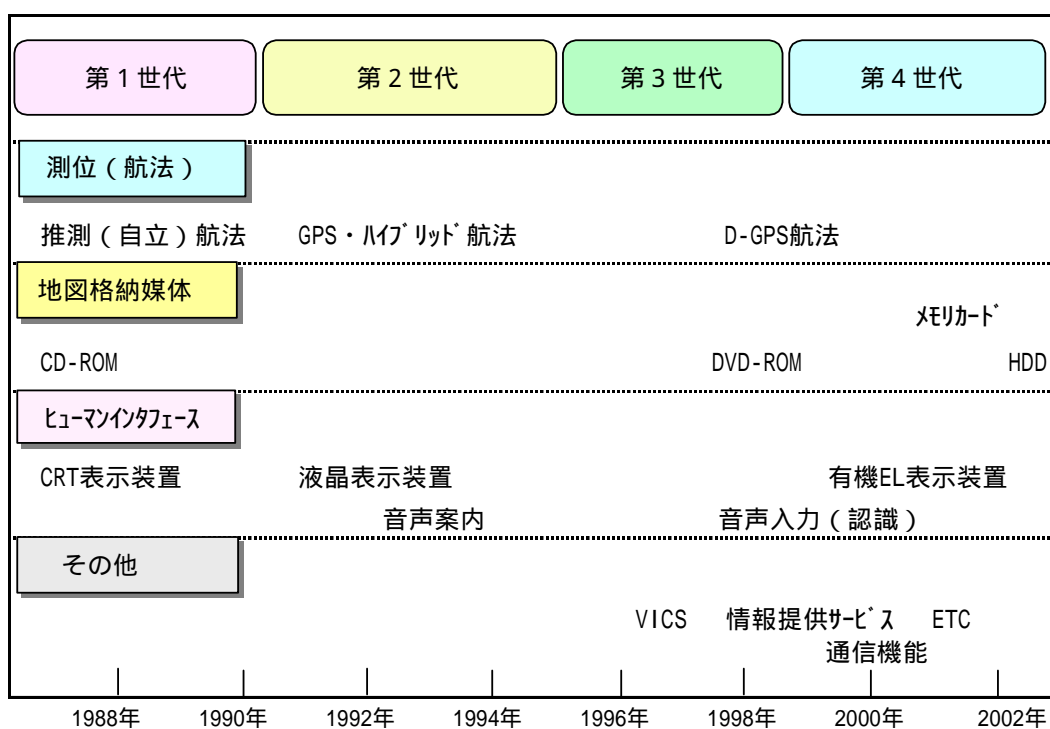 第１世代 第２世代 第３世代 第４世代
測位（航法）
推測（自立）航法 GPS・ﾊｲﾌﾞﾘｯﾄﾞ航法 D-GPS航法
地図格納媒体
ﾒﾓﾘｶｰﾄﾞ
CD-ROM DVD-ROM HDD
ﾋｭｰﾏﾝｲﾝﾀﾌｪｰｽ
CRT表示装置 液晶表示装置 有機EL表示装置
音声案内 音声入力（認識）
その他
VICS 情報提供ｻｰﾋﾞｽ ETC
通信機能
1988年 1990年 1992年 1994年 1996年 1998年 2000年 2002年